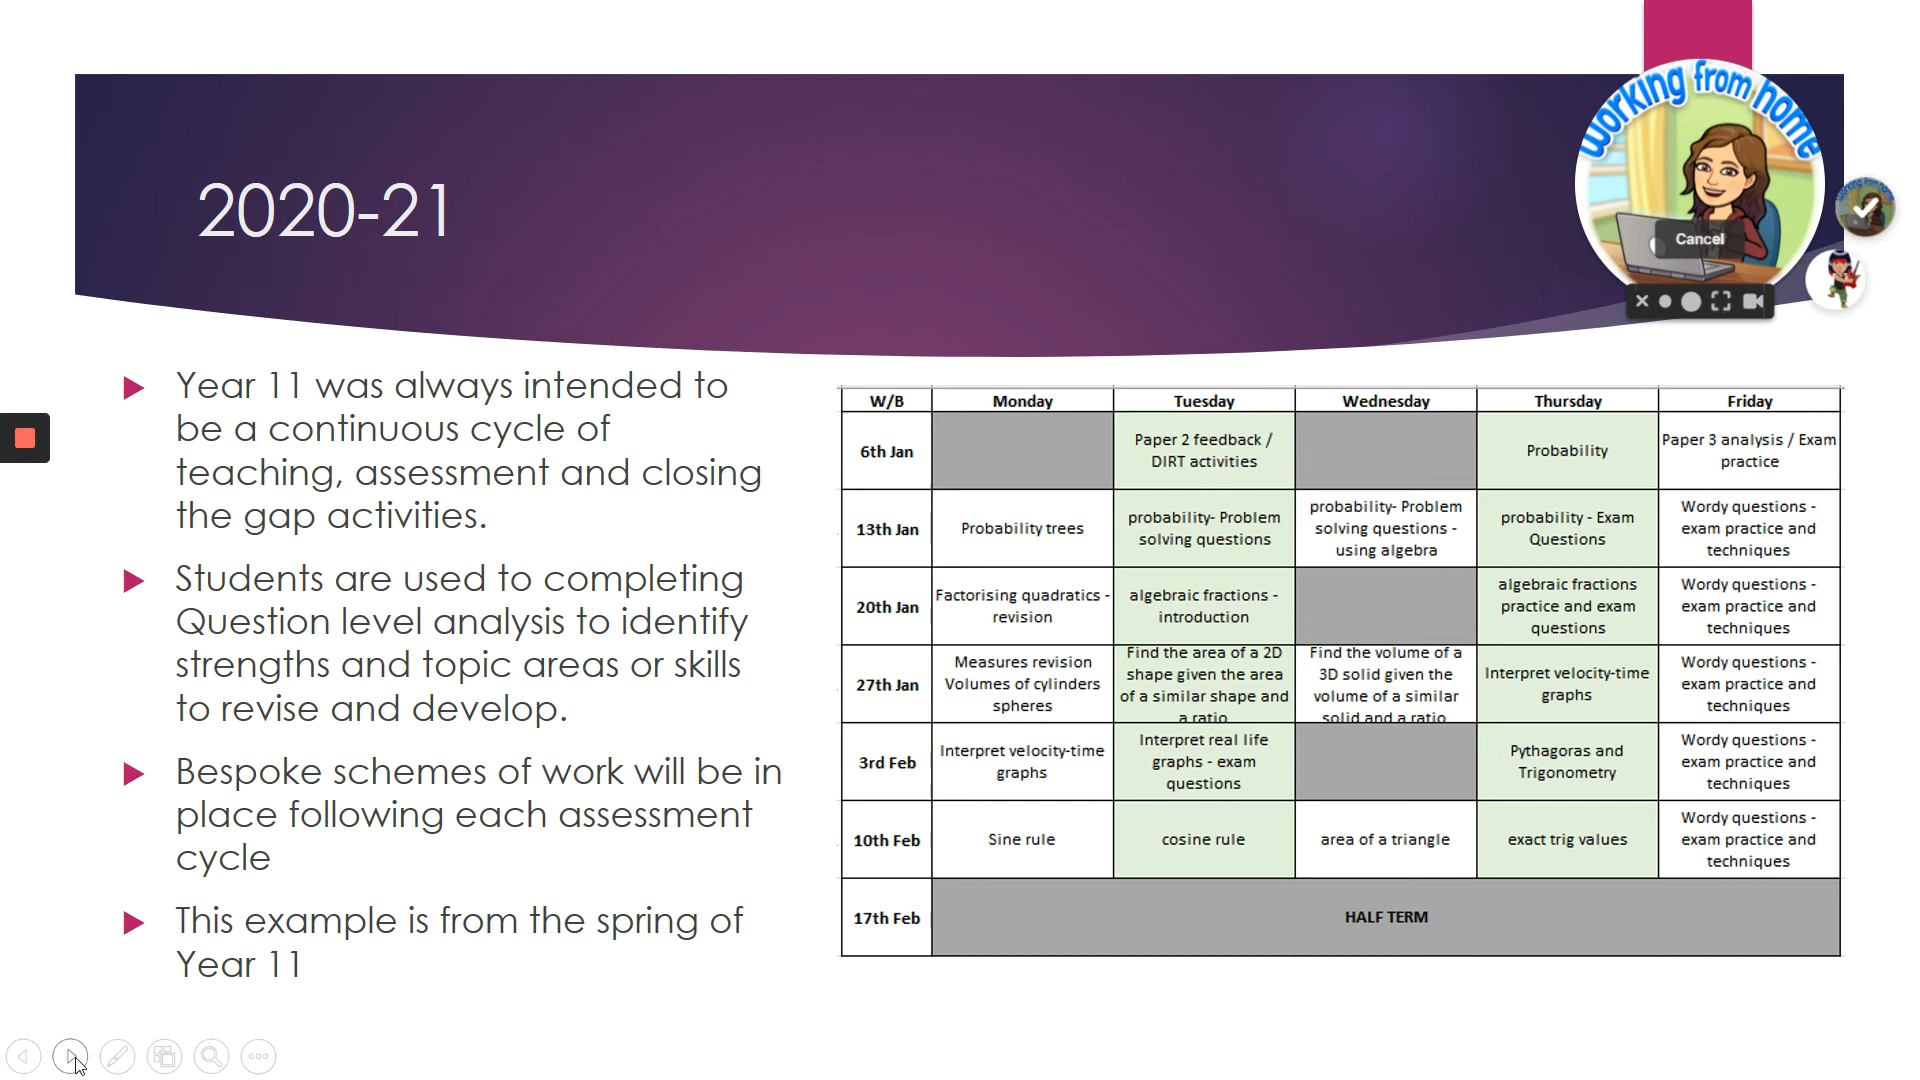 working from home
Cancel
2020-21
Year 11 was always intended to
be a continuous cycle of
teaching, assessment and closing
the gap activities.
Students are used to completing
Question level analysis to identify
strengths and topic areas or skills
to revise and develop.
Bespoke schemes of work will be in
place following each assessment
cycle
This example is from the spring of
Year 11
W/B Monday Tuesday Wednesday Thursday Friday
6th Jan
Paper 2 feedback /
DIRT activities
Probability
Paper 3 analysis / Exam
practice
13th Jan
Probability trees
probability- Problem
solving questions
probability- Problem
solving questions -
using algebra
probability - Exam
Questions
Wordy questions -
exam practice and
techniques
20th Jan
Factorising quadratics -
revision
algebraic fractions -
introduction
algebraic fractions
practice and exam
questions
Wordy questions -
exam practice and
techniques
27th Jan
Measures revision
Volumes of cylinders
spheres
Find the area of a 2D
shape given the area
of a similar shape and
a ratio
Find the volume of a
3D solid given the
volume of a similar
solid and a ratio
Interpret velocity-time
graphs
Wordy questions -
exam practice and
techniques
3rd Feb
Interpret velocity-time
graphs
Interpret real life
graphs - exam
questions
Pythagoras and
Trigonometry
Wordy questions -
exam practice and
techniques
10th Feb
Sine rule
cosine rule
area of a triangle
exact trig values
Wordy questions -
exam practice and
techniques
17th Feb
HALF TERM